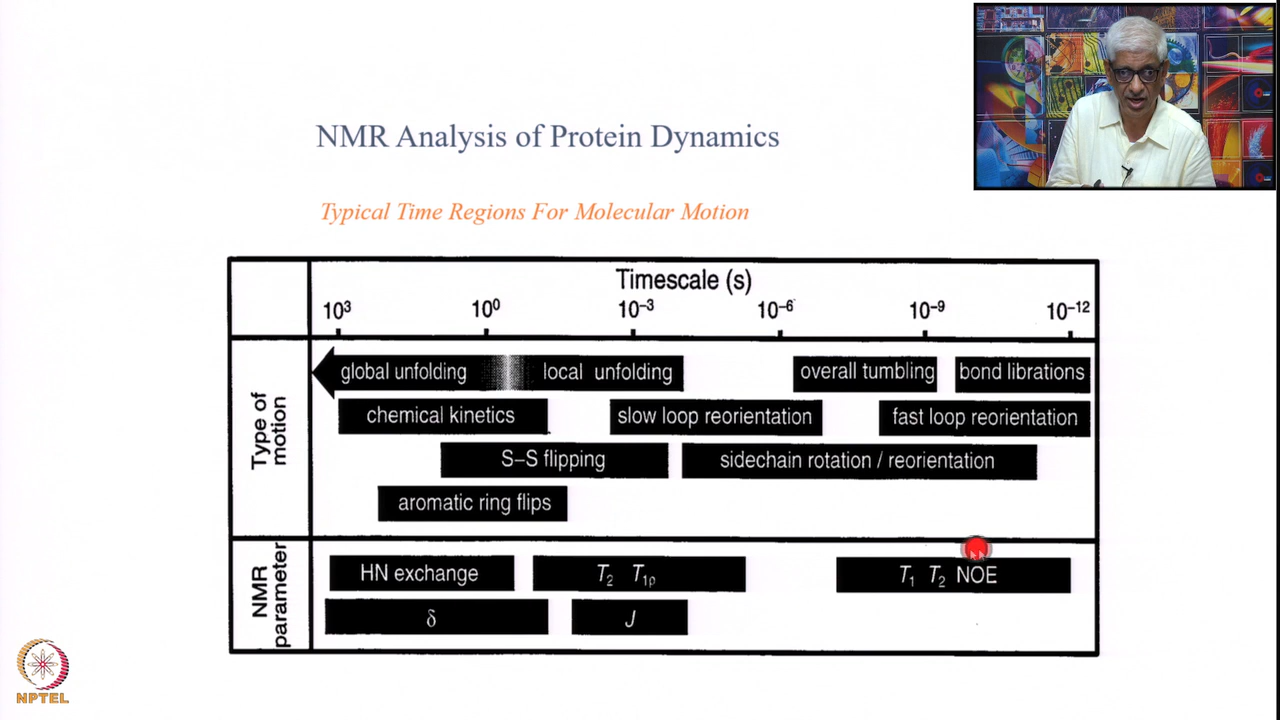 NMR Analysis of Protein Dynamics
Typical Time Regions For Molecular Motion
Timescale (s)
10³ 10⁰ 10⁻³ 10⁻⁶ 10⁻⁹ 10⁻¹²
Type of
motion
global unfolding local unfolding overall tumbling bond librations
chemical kinetics slow loop reorientation fast loop reorientation
S–S flipping sidechain rotation / reorientation
aromatic ring flips
NMR
parameter
HN exchange T₂ T₁ρ T₁ T₂ NOE
δ J
NPTEL